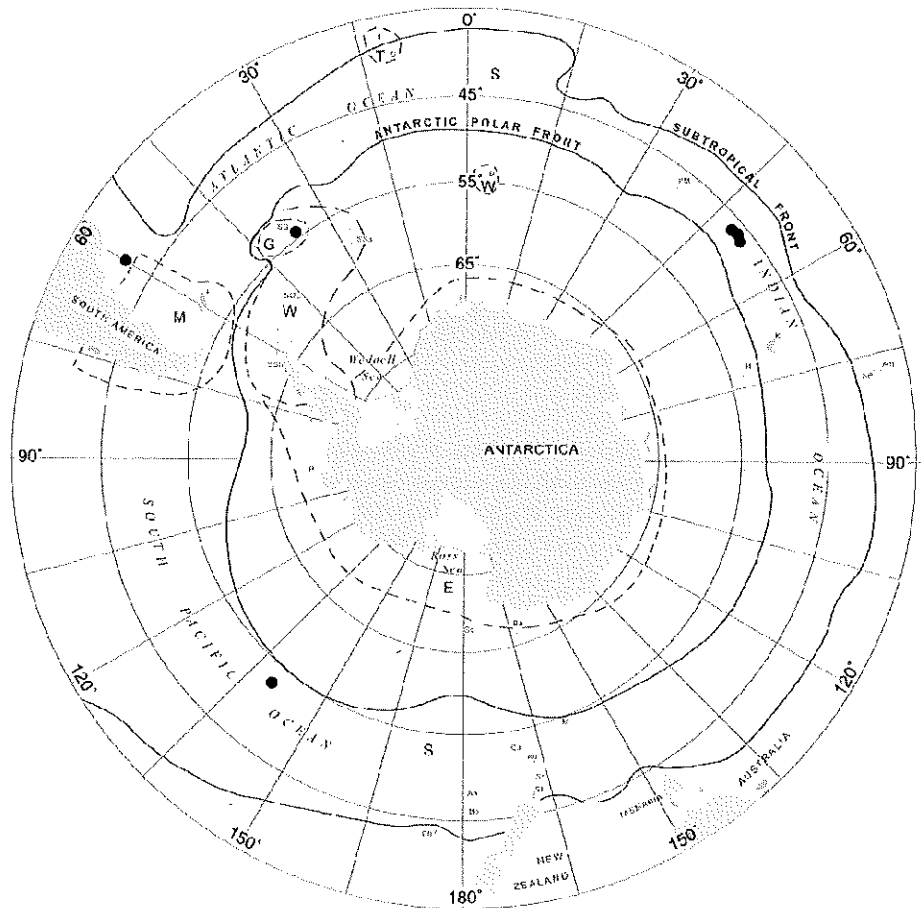 0°
30°
30°
T
S
ATLANTIC OCEAN
45°
ANTARCTIC POLAR FRONT
SUBTROPICAL FRONT
55°
W
60°
60
G
INDIAN OCEAN
65°
SOUTH AMERICA
M
W
Weddell Sea
90°
ANTARCTICA
90°
SOUTH PACIFIC OCEAN
Ross Sea
E
120°
120°
S
AUSTRALIA
TASMANIA
150°
150°
NEW ZEALAND
180°